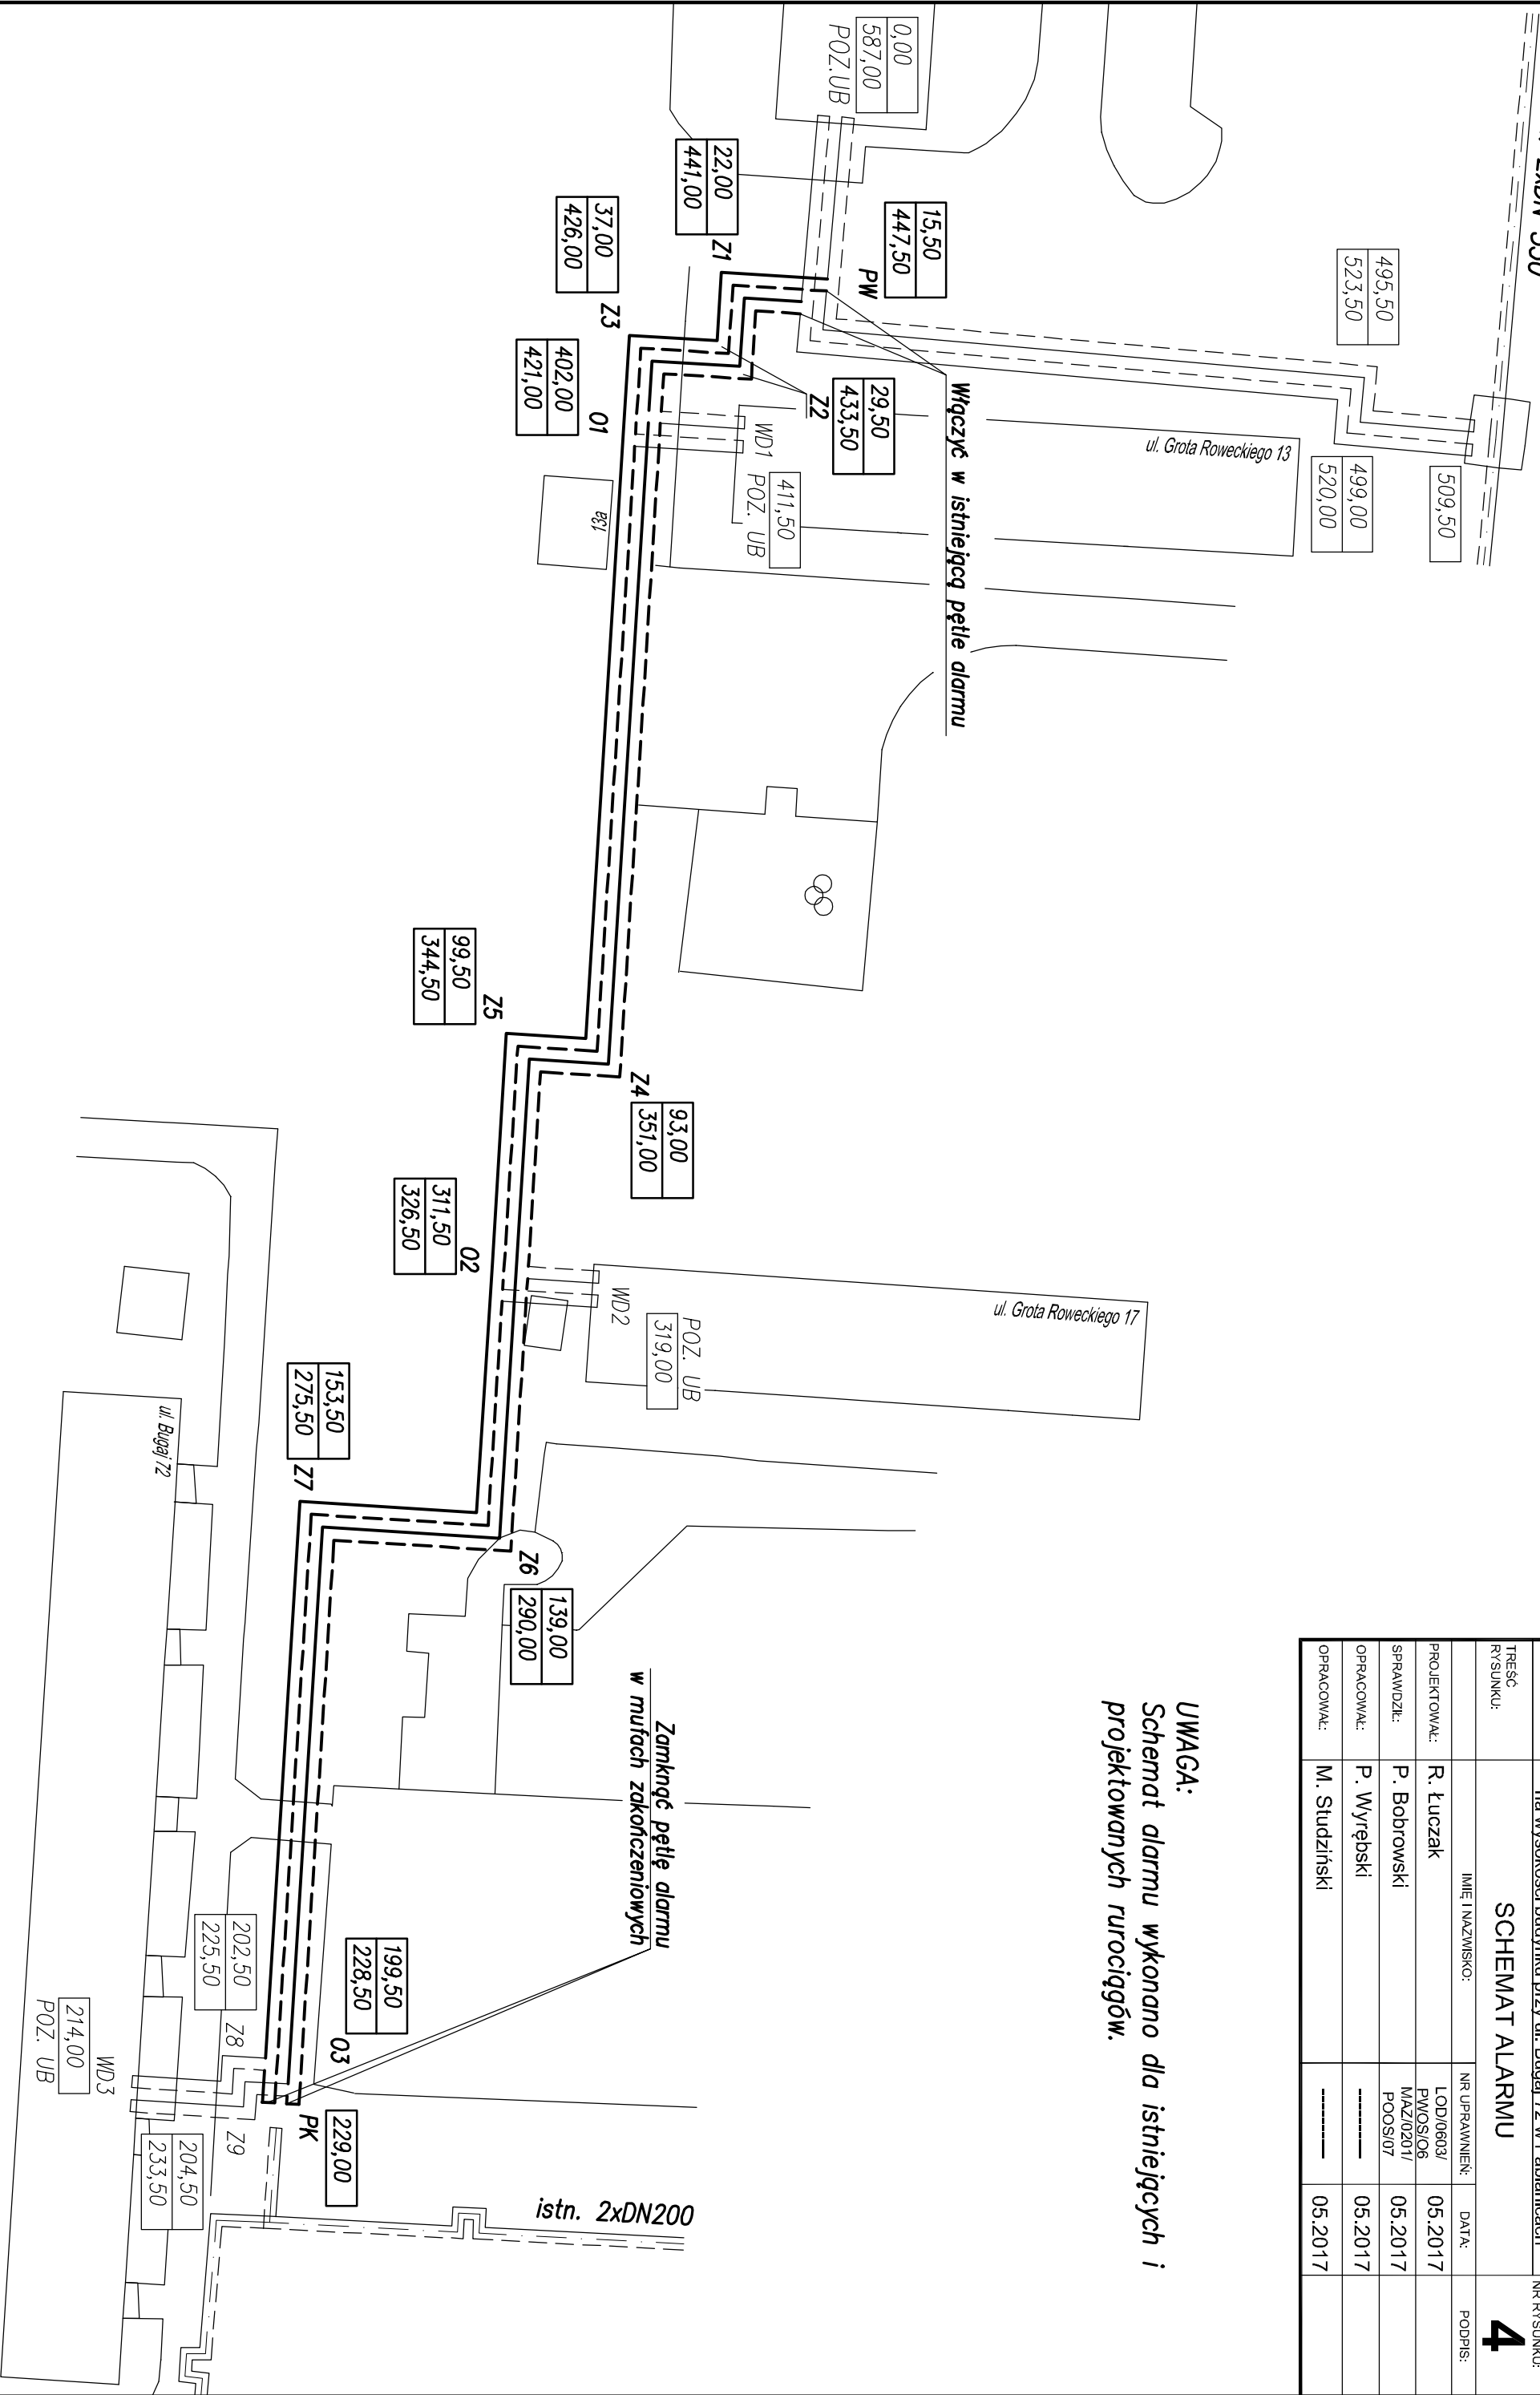 0,00
587,00
POZ.UB
22,00
441,00
Z1
15,50
447,50
PW
37,00
426,00
Z3
402,00
421,00
O1
29,50
433,50
Z2
WD1
411,50
POZ. UB
13a
Włączyć w istniejącą pętle alarmu
ul. Grota Roweckiego 13
495,50
523,50
499,00
520,00
509,50
99,50
344,50
Z5
Z4
93,00
351,00
311,50
326,50
O2
WD2
POZ. UB
319,00
ul. Grota Roweckiego 17
153,50
275,50
Z7
Z6
139,00
290,00
ul. Bugaj 72
Zamknąć pętlę alarmu
w mufach zakończeniowych
199,50
228,50
O3
202,50
225,50
Z8
WD3
214,00
POZ. UB
PK
229,00
Z9
204,50
233,50
istn. 2xDN200
UWAGA:
Schemat alarmu wykonano dla istniejących i
projektowanych rurociągów.
NR RYSUNKU:
TREŚĆ
RYSUNKU:
SCHEMAT ALARMU
4
IMIĘ I NAZWISKO:
NR UPRAWNIEŃ:
DATA:
PODPIS:
PROJEKTOWAŁ:
R. Łuczak
LOD/0603/
PWOS/O6
05.2017
SPRAWDZIŁ:
P. Bobrowski
MAZ/0201/
POOS/07
05.2017
OPRACOWAŁ:
P. Wyrębski
--------
05.2017
OPRACOWAŁ:
M. Studziński
--------
05.2017